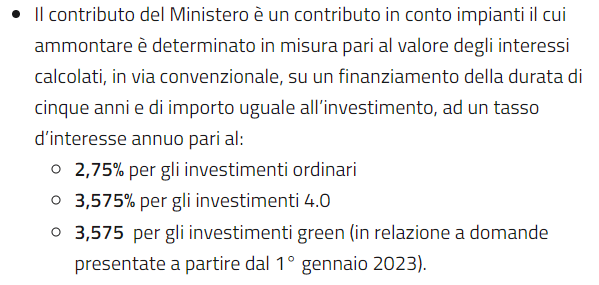 Il contributo del Ministero è un contributo in conto impianti il cui
ammontare è determinato in misura pari al valore degli interessi
calcolati, in via convenzionale, su un finanziamento della durata di
cinque anni e di importo uguale all’investimento, ad un tasso
d’interesse annuo pari al:
2,75% per gli investimenti ordinari
3,575% per gli investimenti 4.0
3,575 per gli investimenti green (in relazione a domande
presentate a partire dal 1° gennaio 2023).